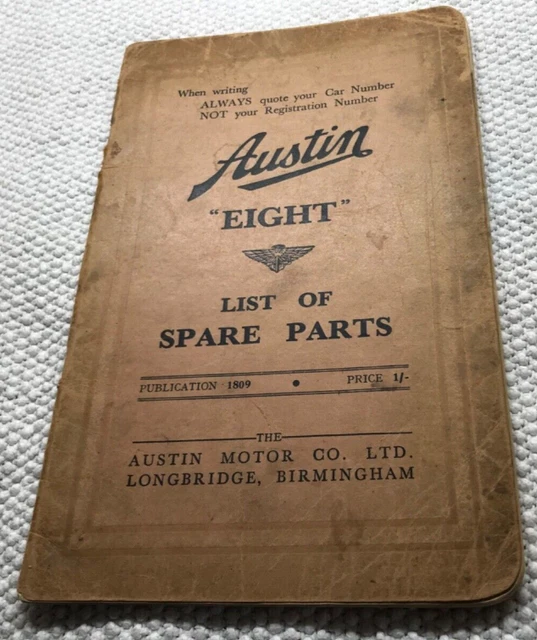 When writing
ALWAYS quote your Car Number
NOT your Registration Number
Austin
"EIGHT"
LIST OF
SPARE PARTS
PUBLICATION 1809 • PRICE 1/-
THE
AUSTIN MOTOR CO. LTD.
LONGBRIDGE, BIRMINGHAM